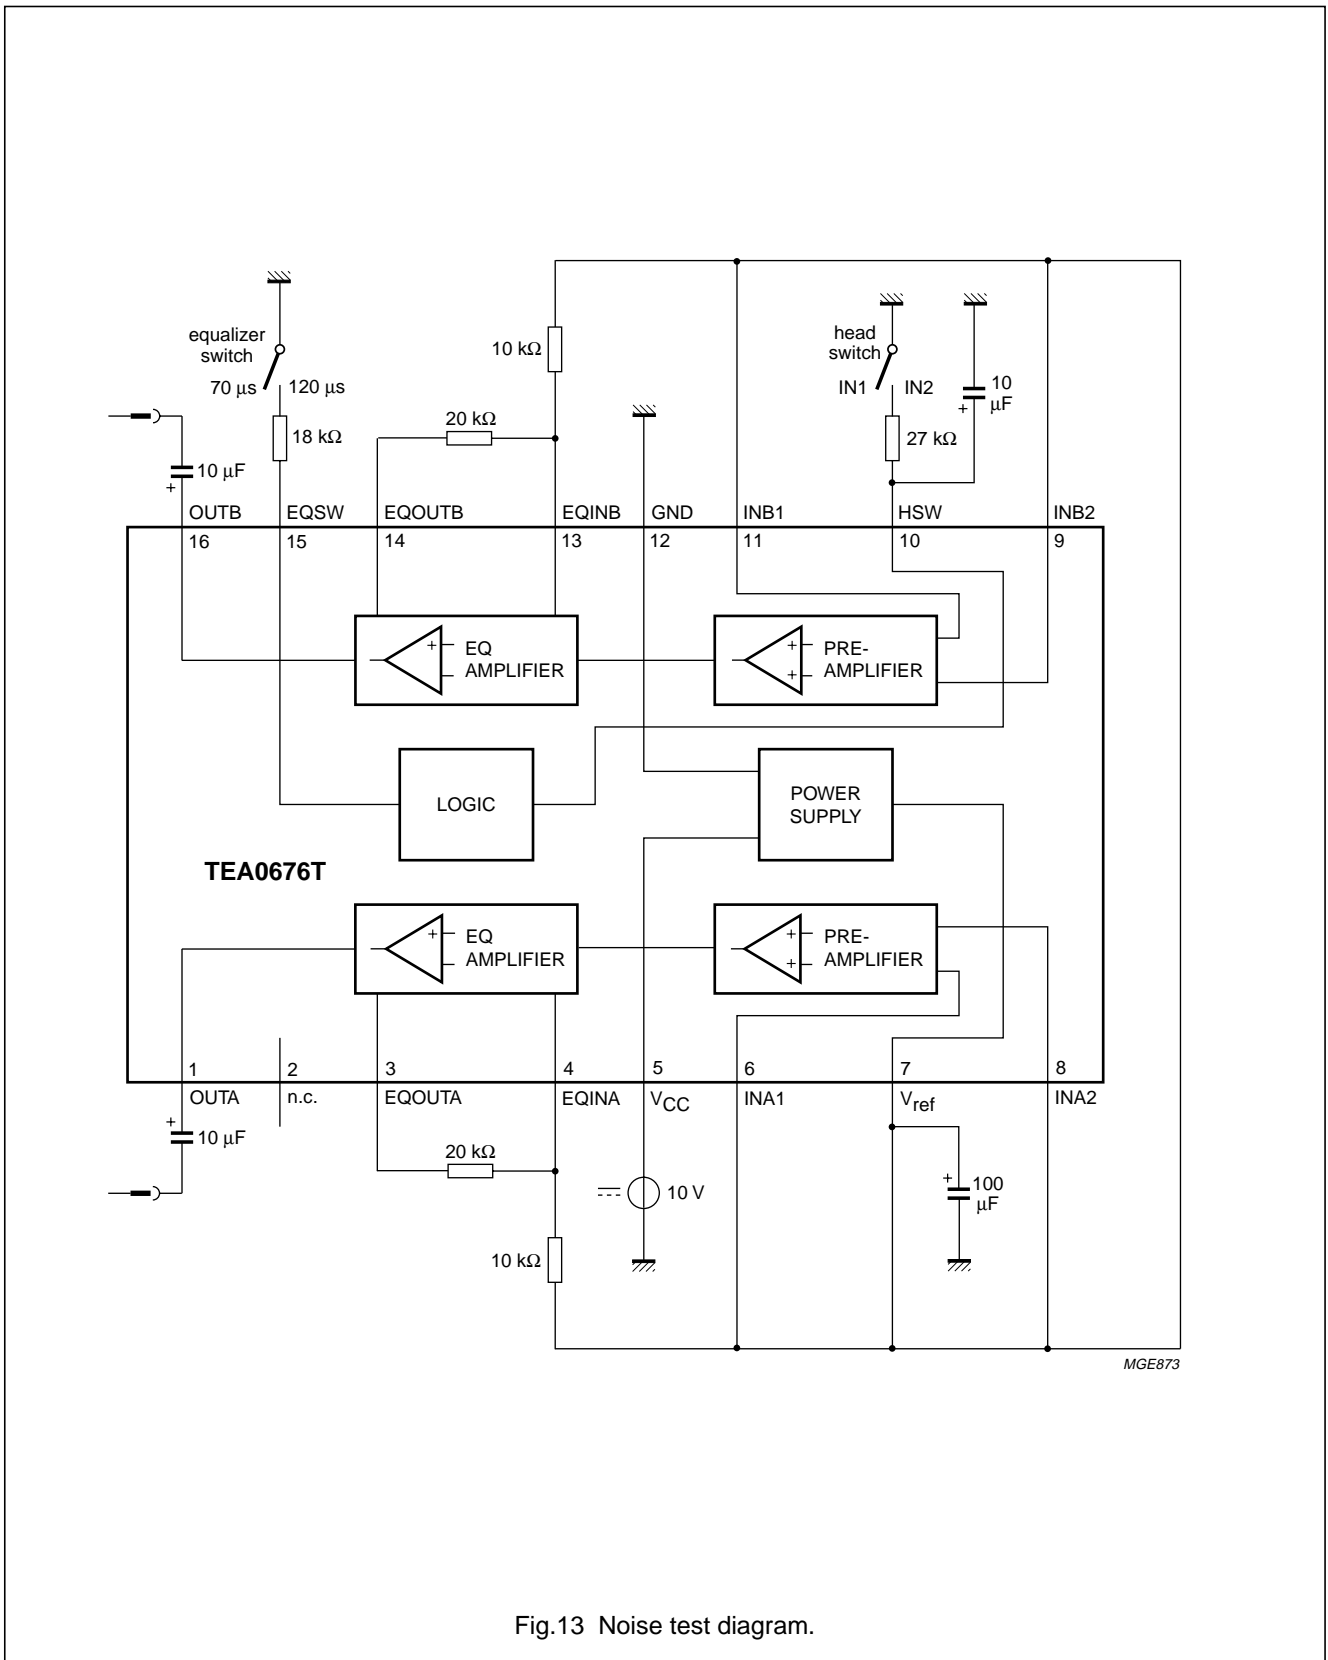 equalizer
switch
70 μs
120 μs
10 kΩ
head
switch
IN1
IN2
10
μF
+
20 kΩ
18 kΩ
27 kΩ
10 μF
+
OUTB
EQSW
EQOUTB
EQINB
GND
INB1
HSW
INB2
16
15
14
13
12
11
10
9
+
EQ
AMPLIFIER
+
+
PRE-
AMPLIFIER
LOGIC
POWER
SUPPLY
TEA0676T
+
EQ
AMPLIFIER
+
+
PRE-
AMPLIFIER
1
2
3
4
5
6
7
8
OUTA
n.c.
EQOUTA
EQINA
VCC
INA1
Vref
INA2
+
10 μF
20 kΩ
10 V
+
100
μF
10 kΩ
MGE873
Fig.13 Noise test diagram.